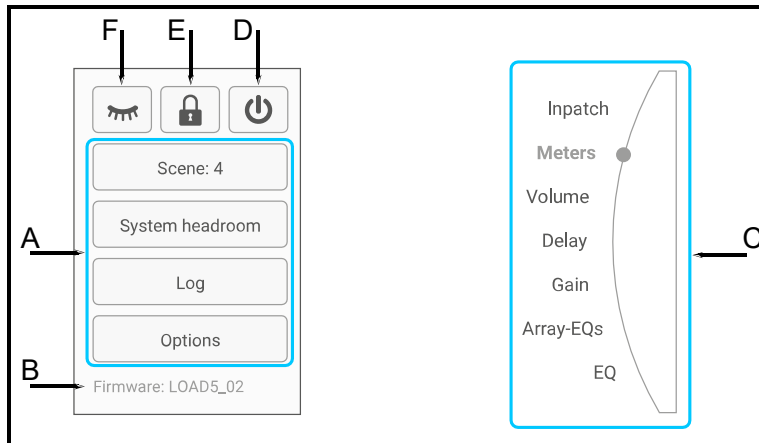 F E D
Scene: 4
System headroom
A
Log
Options
B
Firmware: LOAD5_02
Inpatch
Meters
Volume
Delay
C
Gain
Array-EQs
EQ